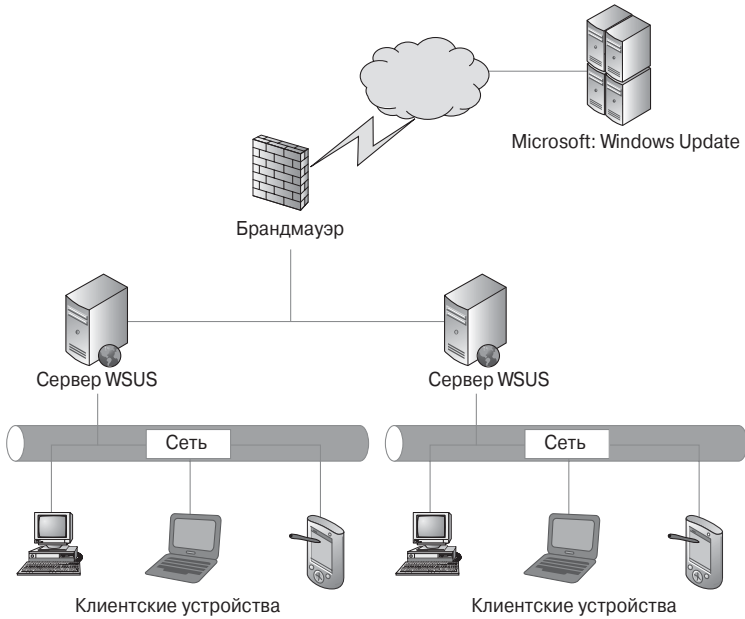 Microsoft: Windows Update
Брандмауэр
Сервер WSUS
Сервер WSUS
Сеть
Сеть
Клиентские устройства
Клиентские устройства